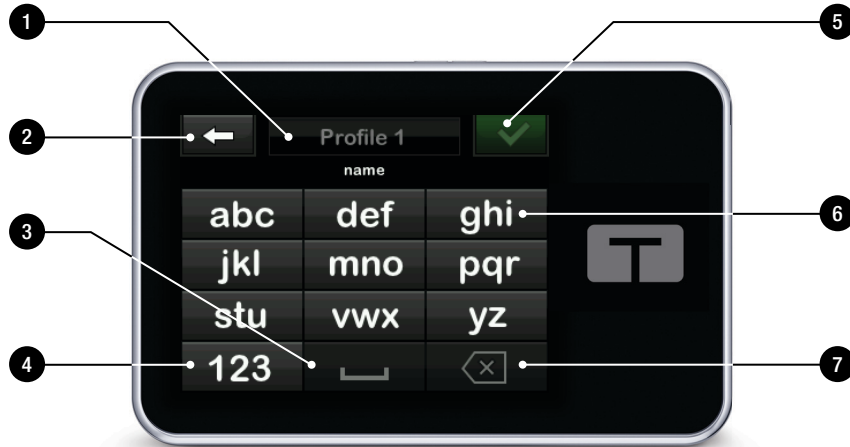 1
5
2
Profile 1
name
abc def ghi
6
3
jkl mno pqr
stu vwx yz
4
123
7